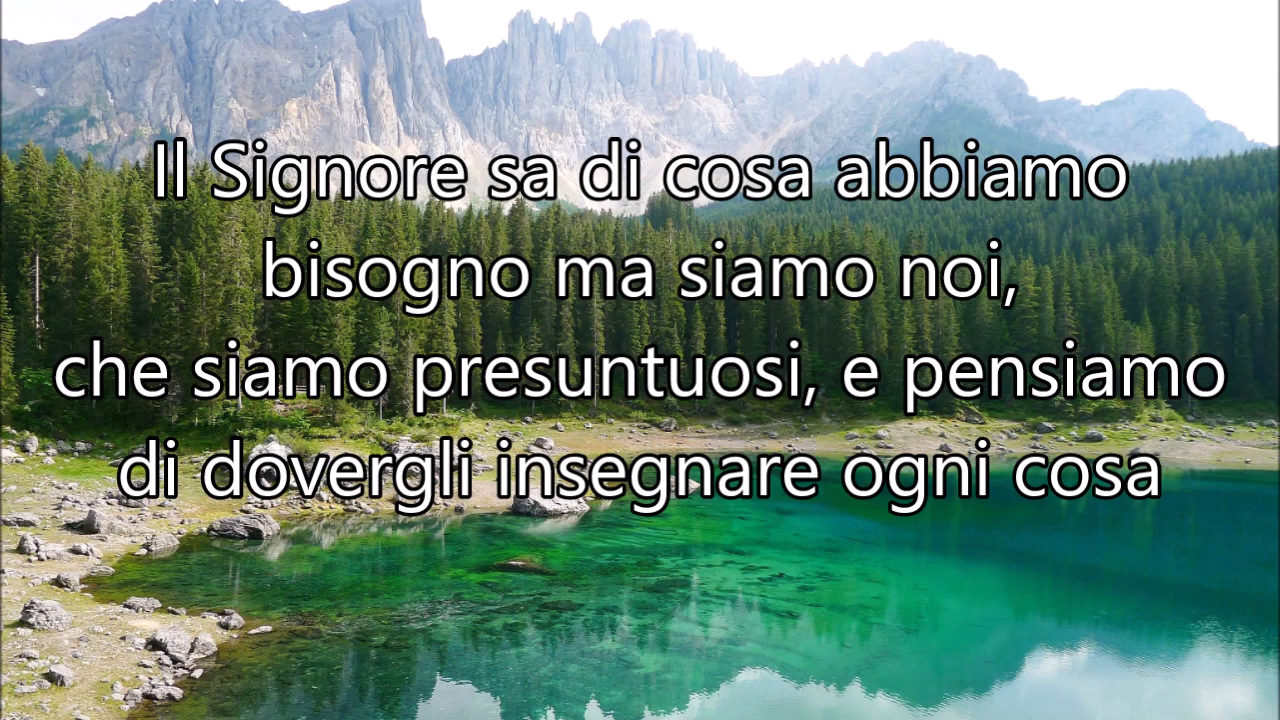 Il Signore sa di cosa abbiamo
bisogno ma siamo noi,
che siamo presuntuosi, e pensiamo
di dovergli insegnare ogni cosa